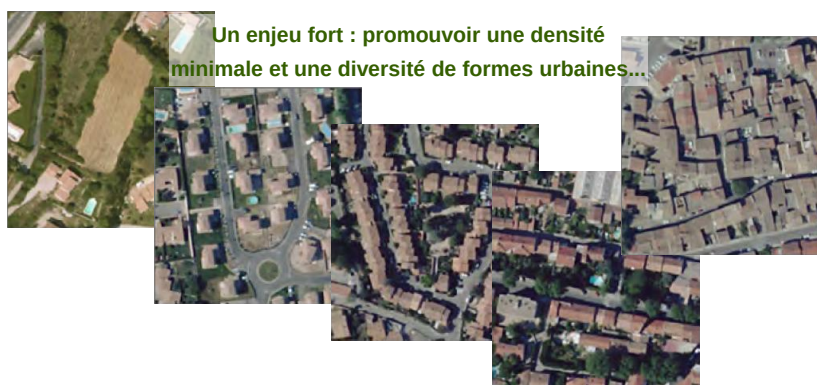 Un enjeu fort : promouvoir une densité
minimale et une diversité de formes urbaines...